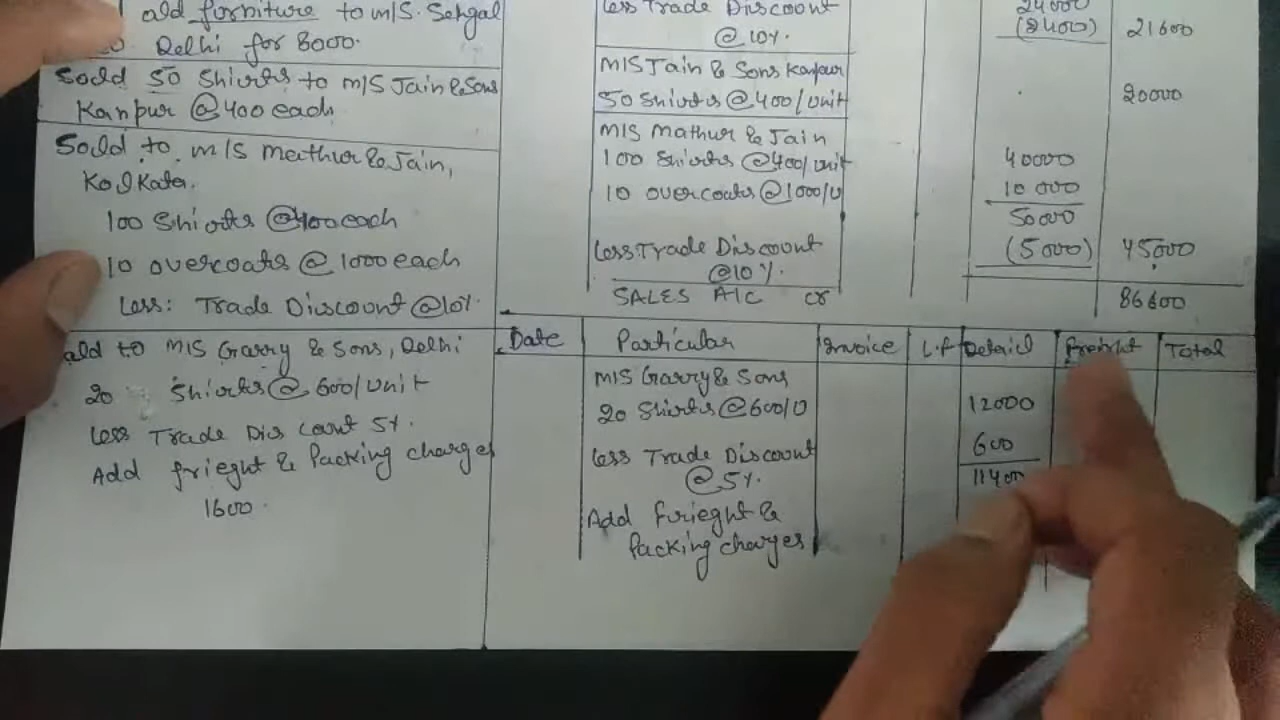 old forniture to M/S. Sehgal
Delhi for 8000.
Sold 50 Shirts to M/S Jain & Sons
Kanpur @ 400 each
Sold to M/S Mathur & Jain,
Kolkata.
100 Shirts @ 400 each
10 overcoats @ 1000 each
Less: Trade Discount @ 10%.
old to M/S Garry & Sons, Delhi
20 Shirts @ 600/Unit
Less Trade Discount 5%.
Add frieght & Packing charges
1600.
Less Trade Discount 24000
@ 10%. (2400) 21600
M/S Jain & Sons Kanpur
50 Shirts @ 400/Unit 20000
M/S Mathur & Jain
100 Shirts @ 400/Unit 40000
10 overcoats @ 1000/U 10 000
50000
Less Trade Discount (5000) 45000
@ 10%.
SALES A/C Cr 86600
Date Particular Invoice L.f Detail Freight Total
M/S Garry & Sons
20 Shirts @ 600/U 12000
Less Trade Discount 600
@ 5%. 11400
Add frieght &
Packing charges